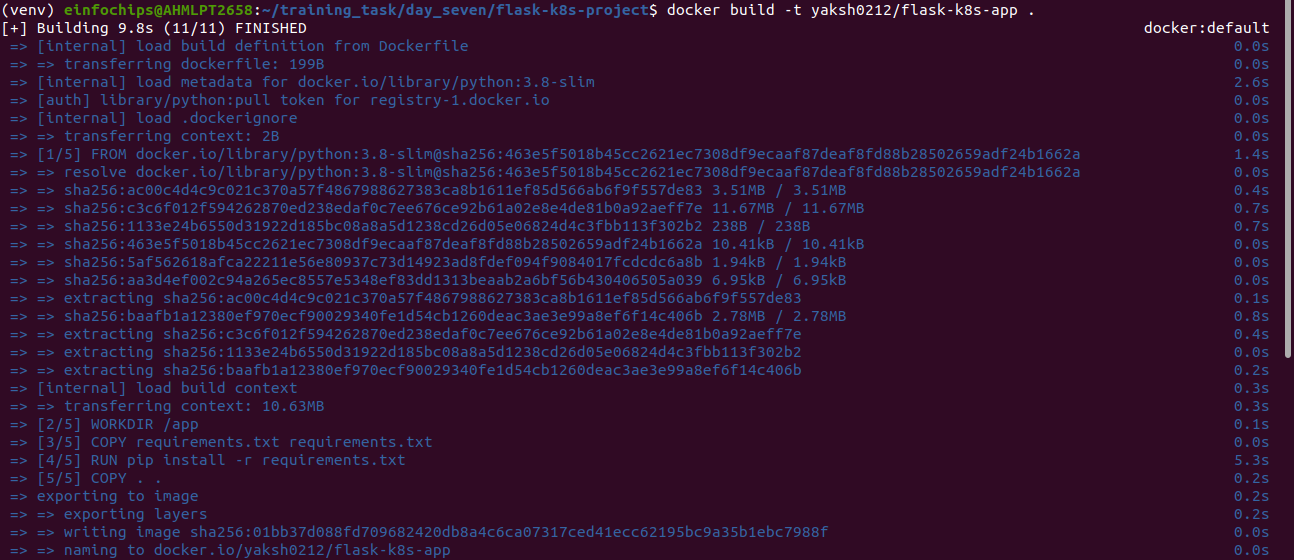 (venv) einfochips@AHMLPT2658:~/training_task/day_seven/flask-k8s-project$ docker build -t yaksh0212/flask-k8s-app .
[+] Building 9.8s (11/11) FINISHED docker:default
=> [internal] load build definition from Dockerfile 0.0s
=> => transferring dockerfile: 199B 0.0s
=> [internal] load metadata for docker.io/library/python:3.8-slim 2.6s
=> [auth] library/python:pull token for registry-1.docker.io 0.0s
=> [internal] load .dockerignore 0.0s
=> => transferring context: 2B 0.0s
=> [1/5] FROM docker.io/library/python:3.8-slim@sha256:463e5f5018b45cc2621ec7308df9ecaaf87deaf8fd88b28502659adf24b1662a 1.4s
=> => resolve docker.io/library/python:3.8-slim@sha256:463e5f5018b45cc2621ec7308df9ecaaf87deaf8fd88b28502659adf24b1662a 0.0s
=> => sha256:ac00c4d4c9c021c370a57f4867988627383ca8b1611ef85d566ab6f9f557de83 3.51MB / 3.51MB 0.4s
=> => sha256:c3c6f012f594262870ed238edaf0c7ee676ce92b61a02e8e4de81b0a92aeff7e 11.67MB / 11.67MB 0.7s
=> => sha256:1133e24b6550d31922d185bc08a8a5d1238cd26d05e06824d4c3fbb113f302b2 238B / 238B 0.7s
=> => sha256:463e5f5018b45cc2621ec7308df9ecaaf87deaf8fd88b28502659adf24b1662a 10.41kB / 10.41kB 0.0s
=> => sha256:5af562618afca22211e56e80937c73d14923ad8fdef094f9084017fcdcdc6a8b 1.94kB / 1.94kB 0.0s
=> => sha256:aa3d4ef002c94a265ec8557e5348ef83dd1313beaab2a6bf56b430406505a039 6.95kB / 6.95kB 0.0s
=> => extracting sha256:ac00c4d4c9c021c370a57f4867988627383ca8b1611ef85d566ab6f9f557de83 0.1s
=> => sha256:baafb1a12380ef970ecf90029340fe1d54cb1260deac3ae3e99a8ef6f14c406b 2.78MB / 2.78MB 0.8s
=> => extracting sha256:c3c6f012f594262870ed238edaf0c7ee676ce92b61a02e8e4de81b0a92aeff7e 0.4s
=> => extracting sha256:1133e24b6550d31922d185bc08a8a5d1238cd26d05e06824d4c3fbb113f302b2 0.0s
=> => extracting sha256:baafb1a12380ef970ecf90029340fe1d54cb1260deac3ae3e99a8ef6f14c406b 0.2s
=> [internal] load build context 0.3s
=> => transferring context: 10.63MB 0.3s
=> [2/5] WORKDIR /app 0.1s
=> [3/5] COPY requirements.txt requirements.txt 0.0s
=> [4/5] RUN pip install -r requirements.txt 5.3s
=> [5/5] COPY . . 0.2s
=> exporting to image 0.2s
=> => exporting layers 0.2s
=> => writing image sha256:01bb37d088fd709682420db8a4c6ca07317ced41ecc62195bc9a35b1ebc7988f 0.0s
=> => naming to docker.io/yaksh0212/flask-k8s-app 0.0s